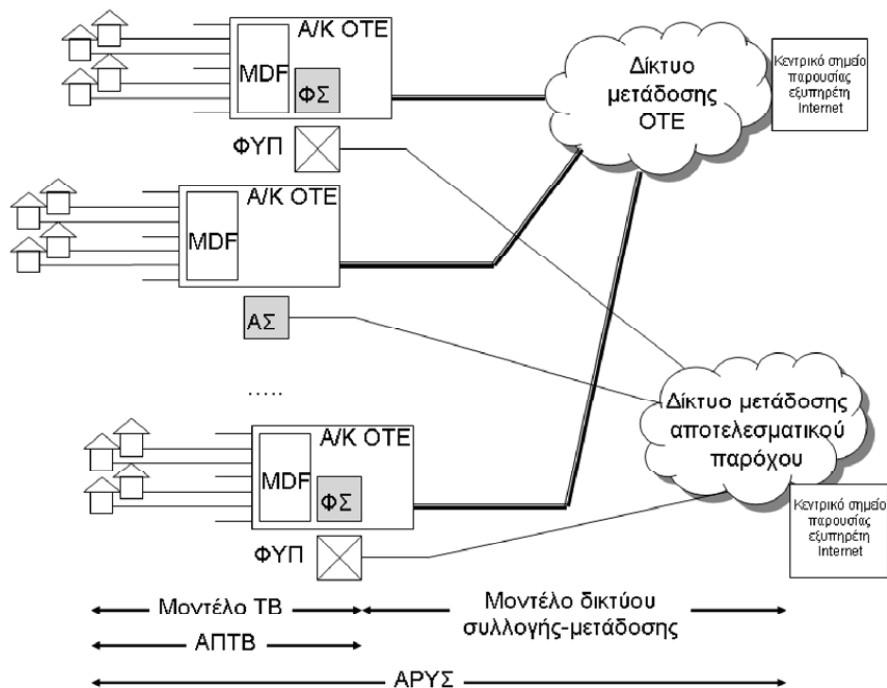 Α/Κ ΟΤΕ
MDF
ΦΣ
ΦΥΠ
Δίκτυο
μετάδοσης
ΟΤΕ
Κεντρικό σημείο
παρουσίας
εξυπηρέτη
Internet
Α/Κ ΟΤΕ
MDF
ΑΣ
.....
Α/Κ ΟΤΕ
MDF
ΦΣ
ΦΥΠ
Δίκτυο μετάδοσης
αποτελεσματικού
παρόχου
Κεντρικό σημείο
παρουσίας
εξυπηρέτη
Internet
Μοντέλο ΤΒ
Μοντέλο δικτύου
συλλογής-μετάδοσης
ΑΠΤΒ
ΑΡΥΣ